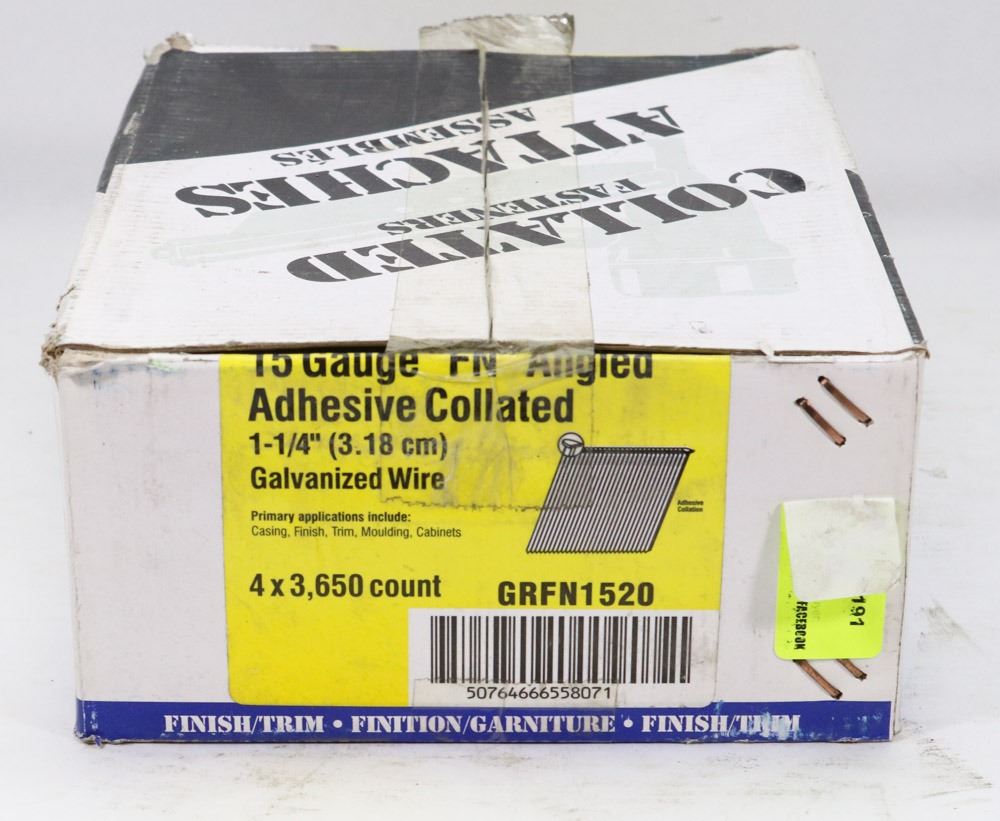 COLLATED
FASTENERS
ATTACHES
ASSEMBLÉS
15 Gauge "FN" Angled
Adhesive Collated
1-1/4" (3.18 cm)
Galvanized Wire
Primary applications include:
Casing, Finish, Trim, Moulding, Cabinets
Adhesive
Collation
4 x 3,650 count
GRFN1520
50764666558071
191
FACEBOOK
FINISH/TRIM • FINITION/GARNITURE • FINISH/TRIM